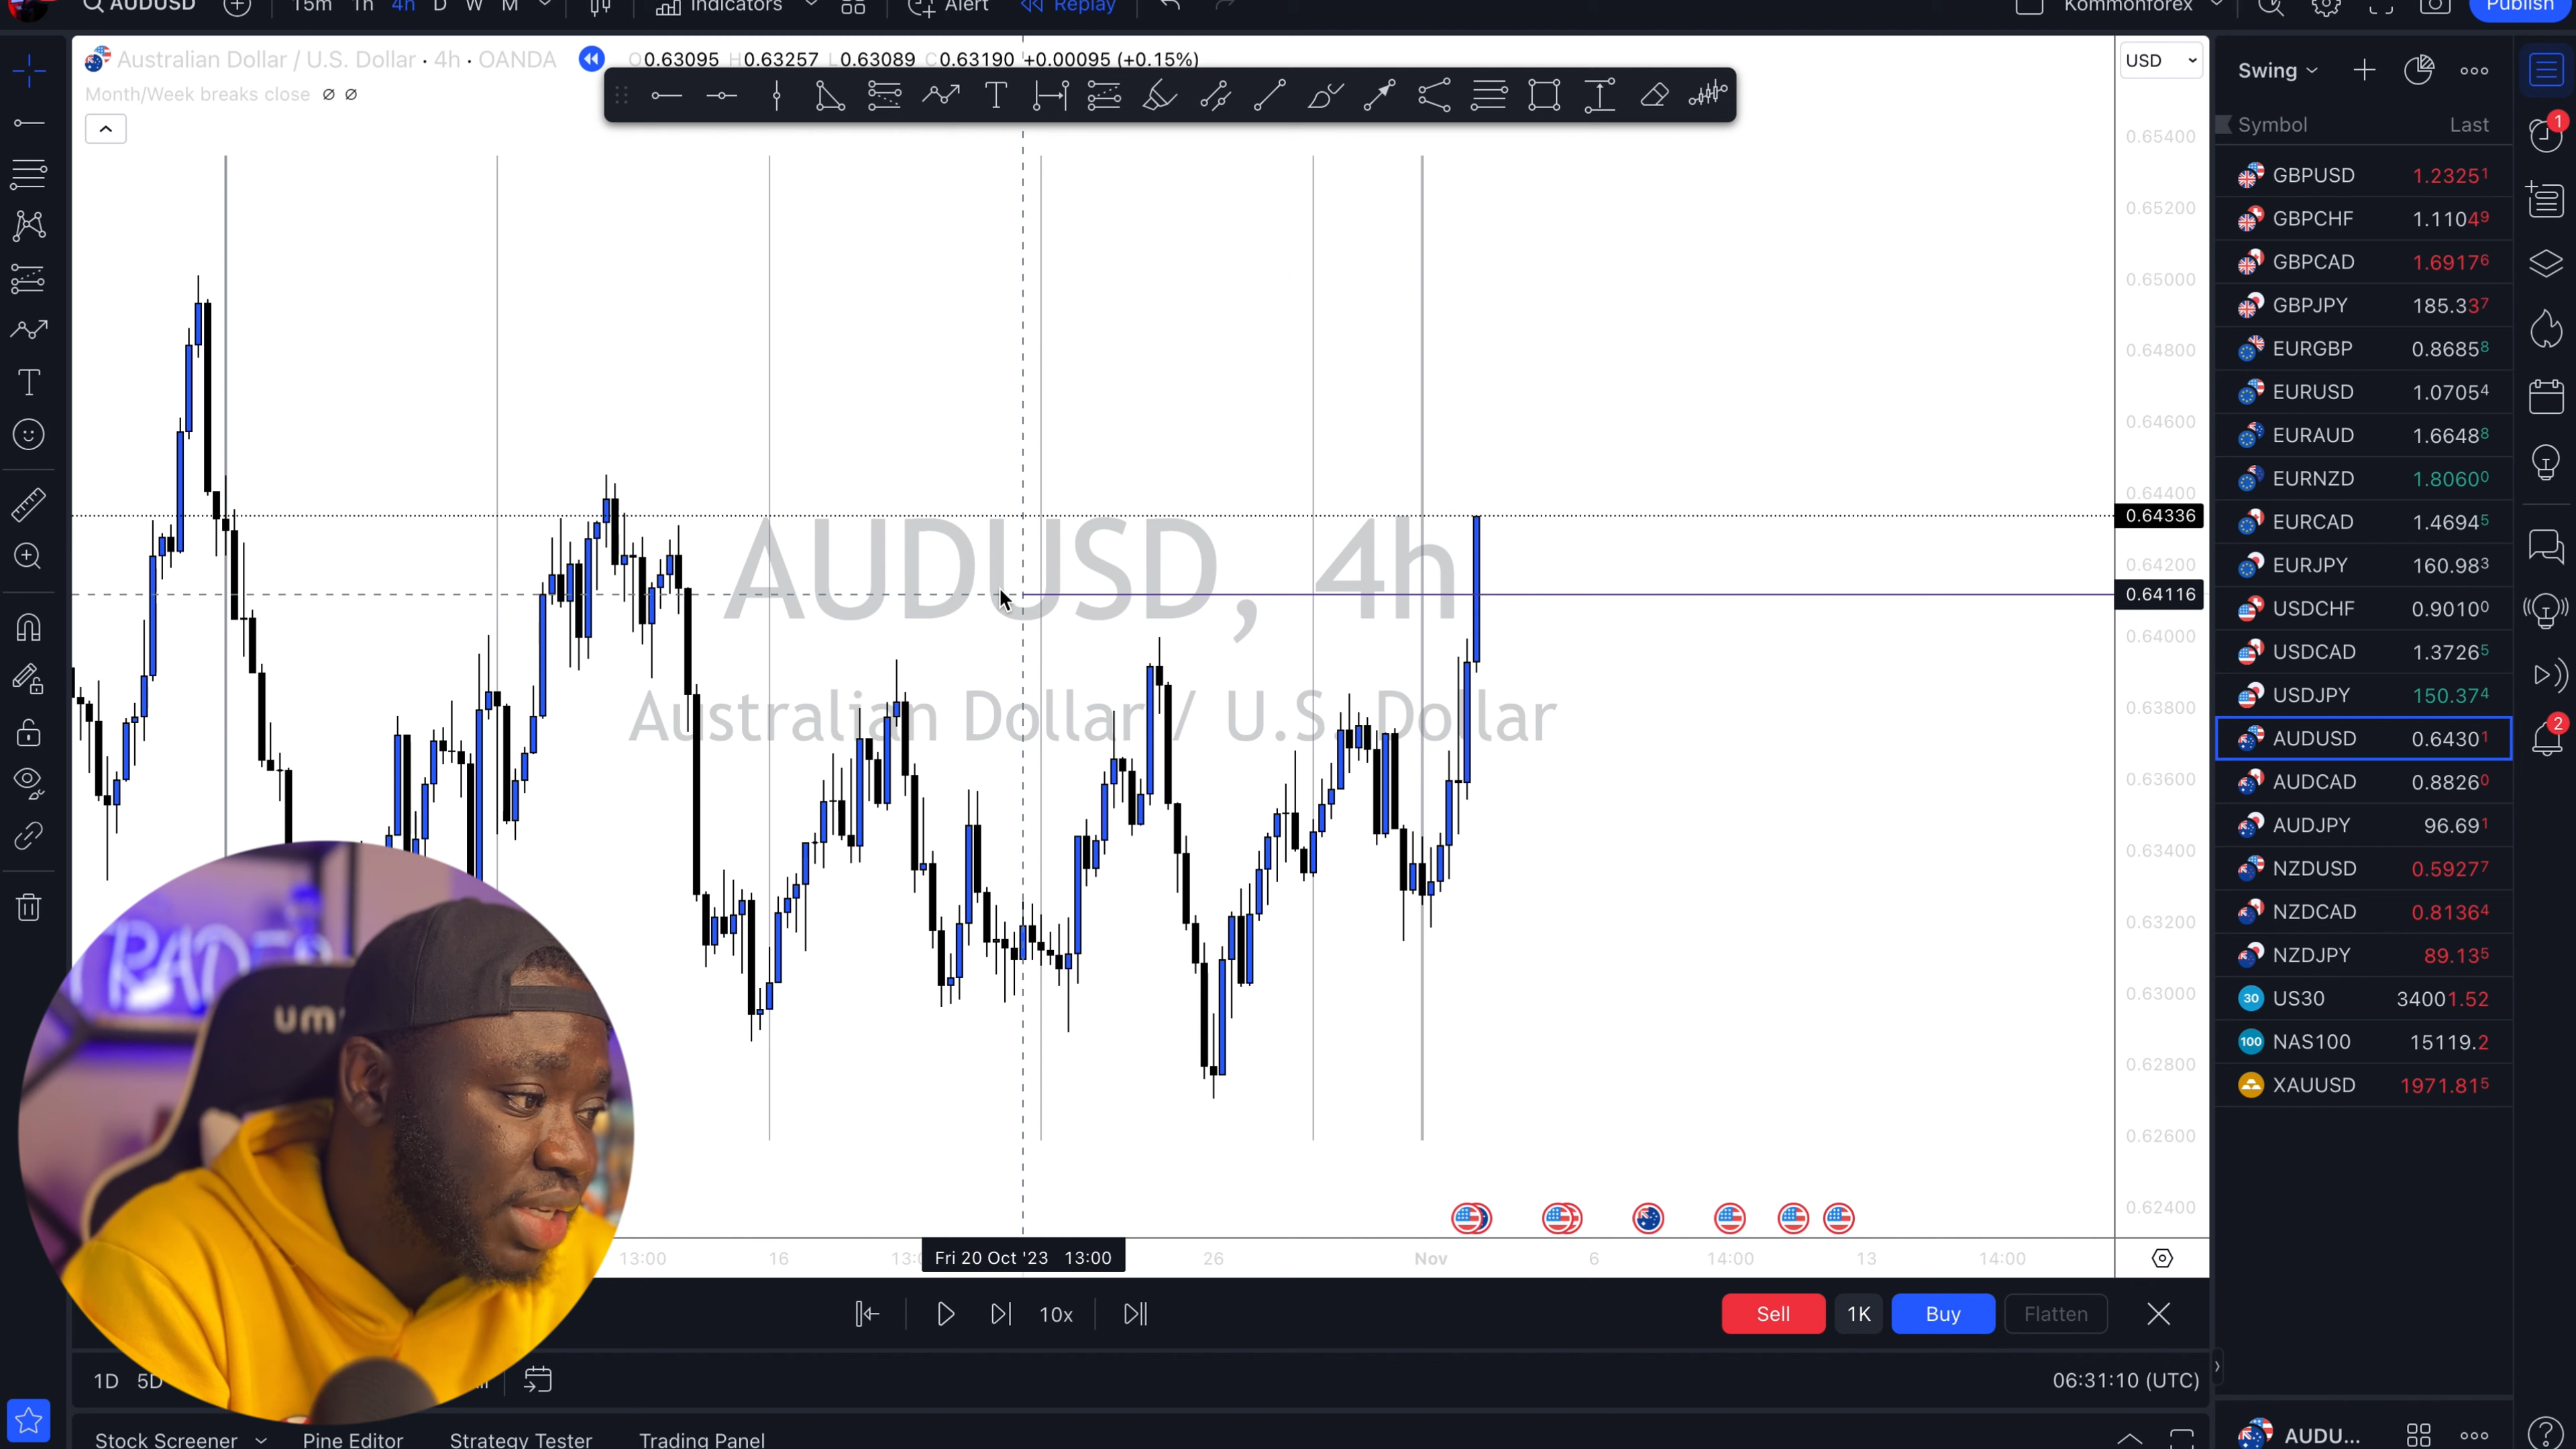 AUDUSD 15m 1h 4h D W M Indicators Alert Replay Kommonforex Publish
Australian Dollar / U.S. Dollar · 4h · OANDA O0.63095 H0.63257 L0.63089 C0.63190 +0.00095 (+0.15%)
Month/Week breaks close ∅ ∅
USD
0.65400
0.65200
0.65000
0.64800
0.64600
0.64400
0.64336
0.64200
0.64116
0.64000
0.63800
0.63600
0.63400
0.63200
0.63000
0.62800
0.62600
0.62400
AUDUSD, 4h
Australian Dollar / U.S. Dollar
13:00 16 Fri 20 Oct '23 13:00 26 Nov 6 14:00 13 14:00
10x Sell 1K Buy Flatten
1D 5D 06:31:10 (UTC)
Stock Screener Pine Editor Strategy Tester Trading Panel
Swing
Symbol Last
GBPUSD 1.23251
GBPCHF 1.11049
GBPCAD 1.69176
GBPJPY 185.337
EURGBP 0.86858
EURUSD 1.07054
EURAUD 1.66488
EURNZD 1.80600
EURCAD 1.46945
EURJPY 160.983
USDCHF 0.90100
USDCAD 1.37265
USDJPY 150.374
AUDUSD 0.64301
AUDCAD 0.88260
AUDJPY 96.691
NZDUSD 0.59277
NZDCAD 0.81364
NZDJPY 89.135
30 US30 34001.52
100 NAS100 15119.2
XAUUSD 1971.815
AUDU...
1
2
um